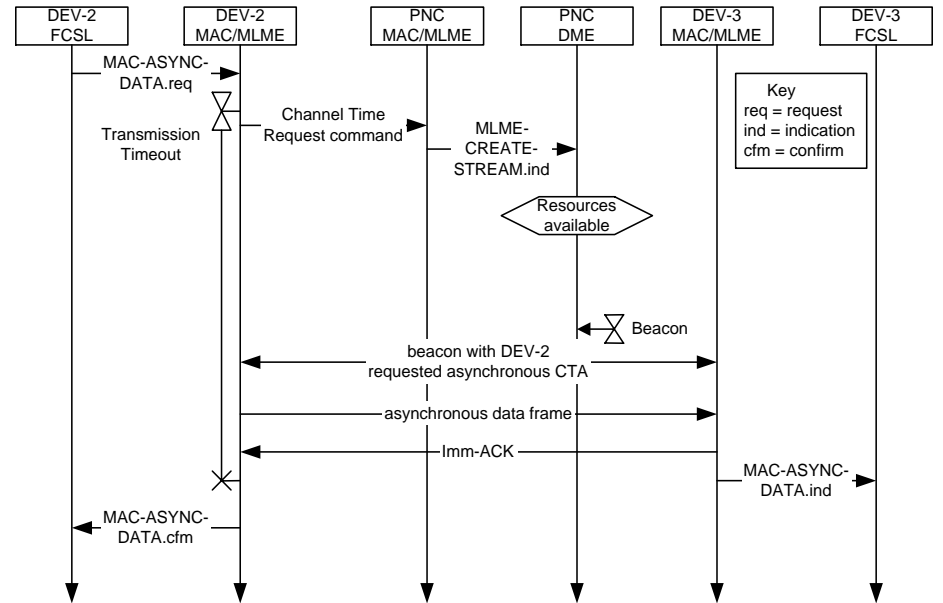 DEV-2
FCSL
DEV-2
MAC/MLME
PNC
MAC/MLME
PNC
DME
DEV-3
MAC/MLME
DEV-3
FCSL
MAC-ASYNC-
DATA.req
Key
req = request
ind = indication
cfm = confirm
Channel Time
Request command
Transmission
Timeout
MLME-
CREATE-
STREAM.ind
Resources
available
Beacon
beacon with DEV-2
requested asynchronous CTA
asynchronous data frame
Imm-ACK
MAC-ASYNC-
DATA.ind
MAC-ASYNC-
DATA.cfm